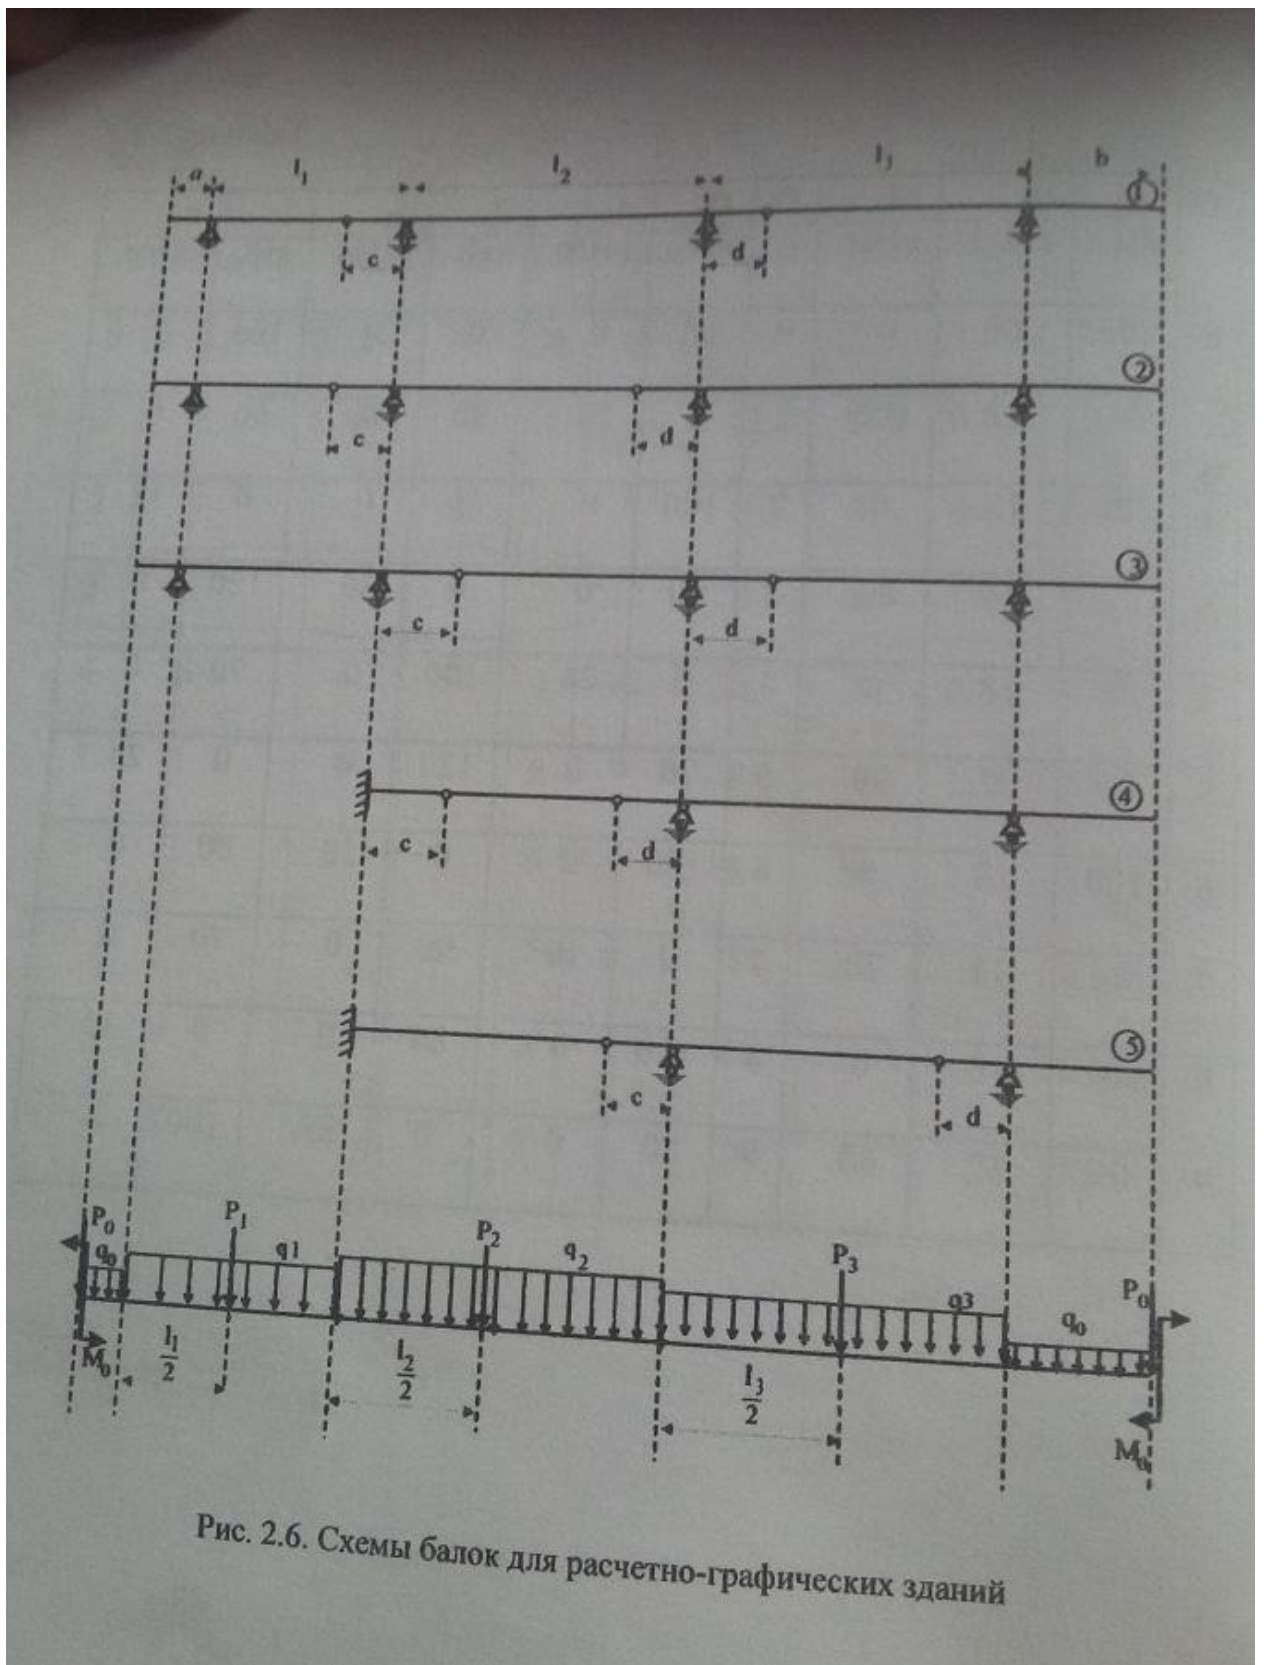 a l₁ l₂ l₃ b
1
c d
2
c d
3
c d
4
c d
5
c d
P₀ P₁ P₂ P₃ P₀
q₀ q1 q₂ q3 q₀
M₀ l₁/2 l₂/2 l₃/2 M₀
Рис. 2.6. Схемы балок для расчетно-графических зданий